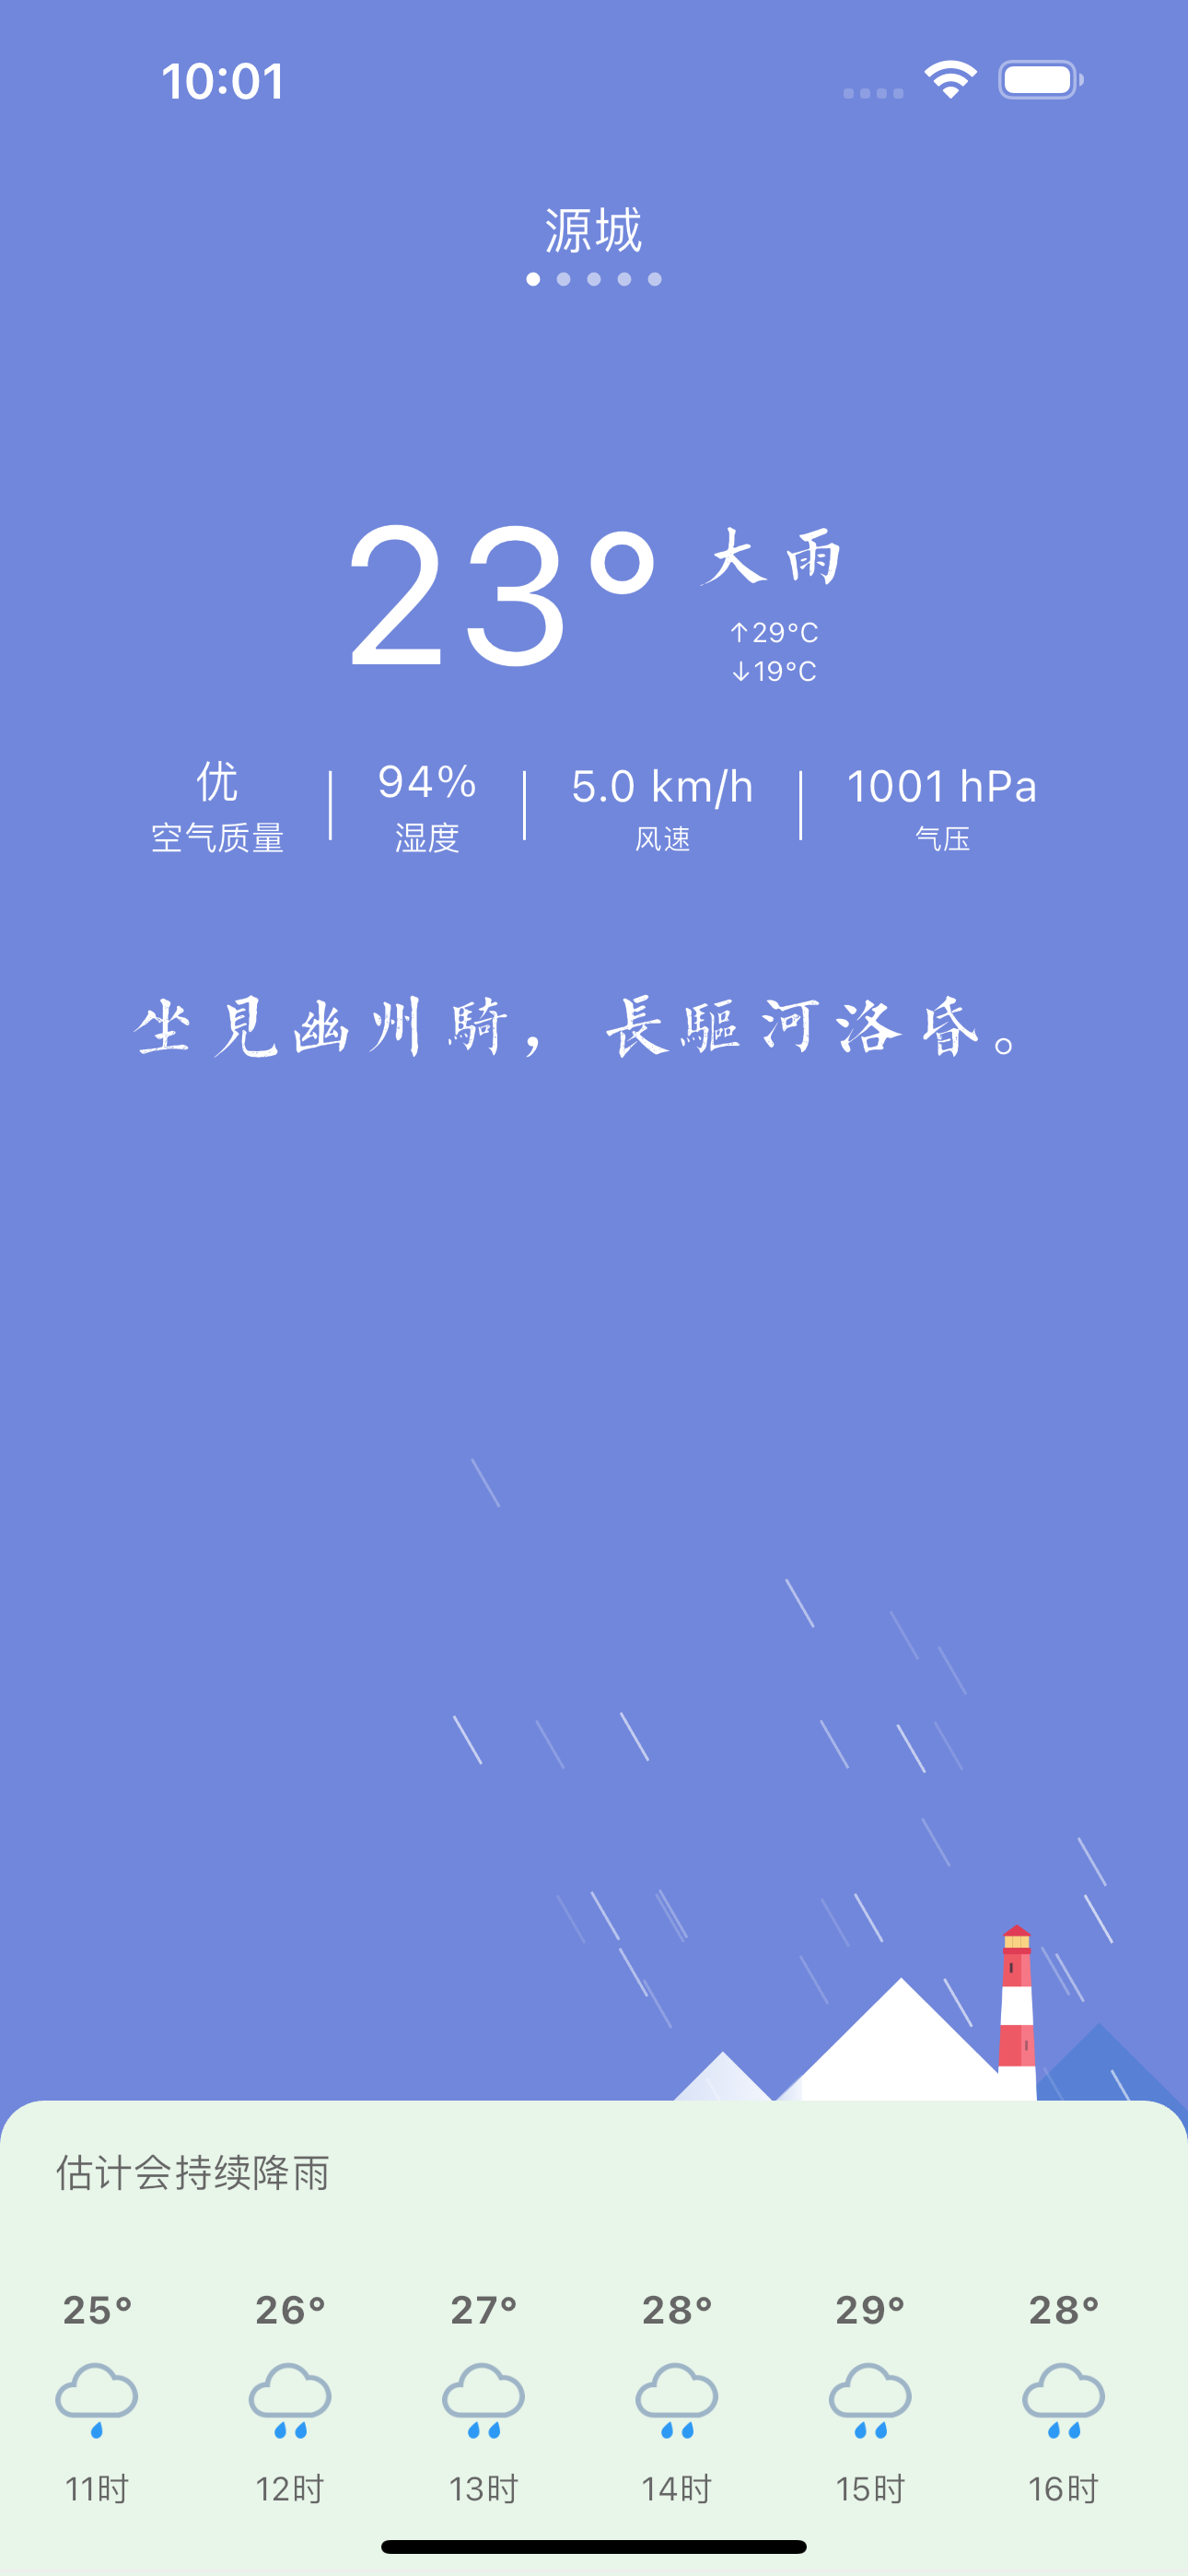 10:01
源城
23° 大雨
↑29°C
↓19°C
优 94% 5.0 km/h 1001 hPa
空气质量 湿度 风速 气压
坐見幽州騎，長驅河洛昏。
估计会持续降雨
25° 26° 27° 28° 29° 28°
11时 12时 13时 14时 15时 16时